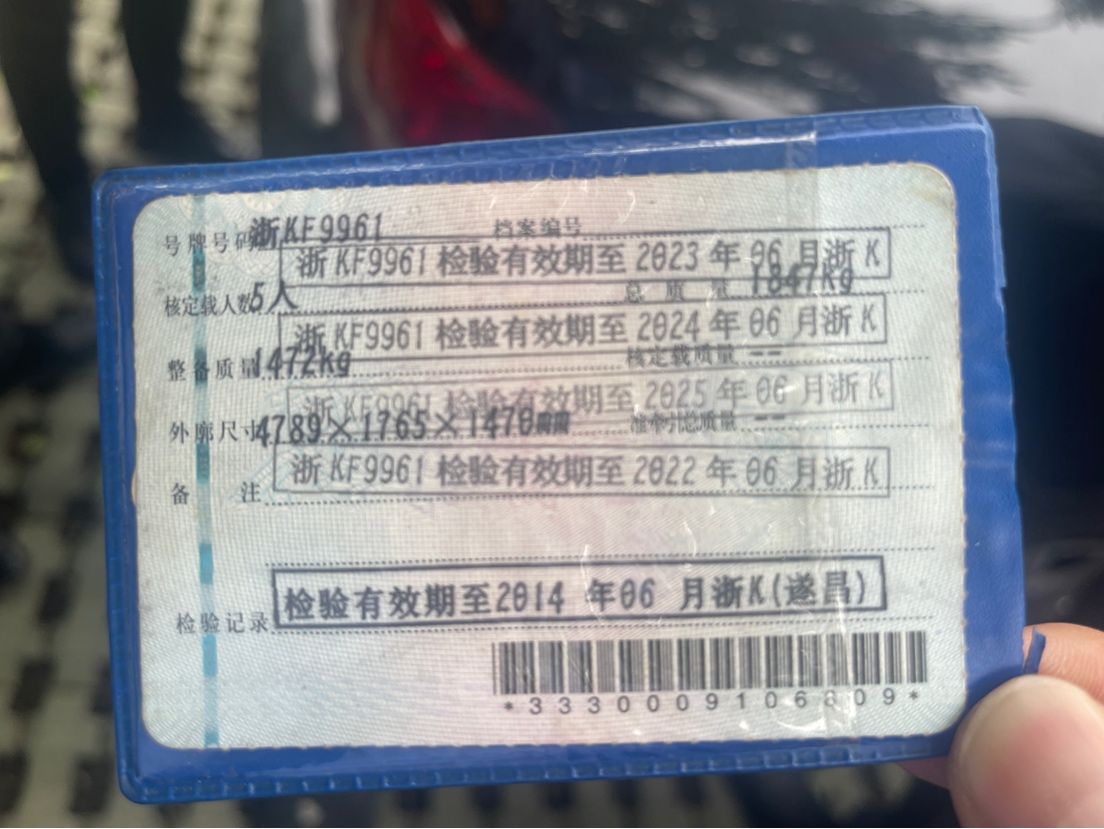 号牌号码 浙KF9961 档案编号
浙KF9961 检验有效期至 2023 年 06 月浙K
核定载人数 5人 总质量 1847kg
浙KF9961 检验有效期至 2024 年 06 月浙K
整备质量 1472kg 核定载质量 --
浙KF9961 检验有效期至 2025 年 06 月浙K
外廓尺寸 4789×1765×1470mm 准牵引总质量 --
浙KF9961 检验有效期至 2022 年 06 月浙K
备注
检验有效期至2014 年06 月浙K(遂昌)
检验记录